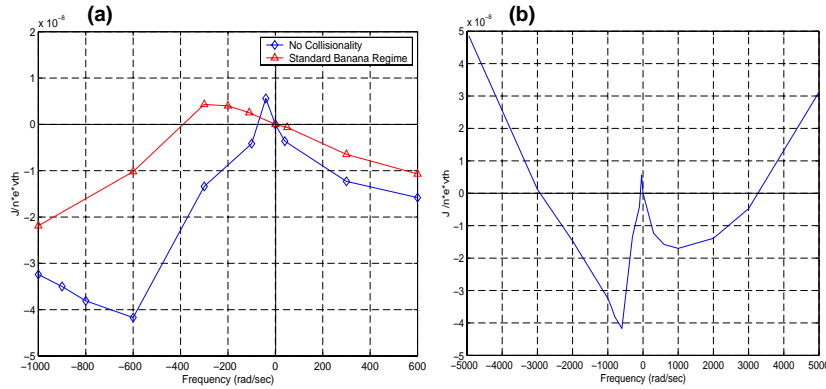 (a)
x 10⁻⁸
2
1
0
−1
−2
−3
−4
−5
J/n*e*vth
No Collisionality
Standard Banana Regime
−1000 −800 −600 −400 −200 0 200 400 600
Frequency (rad/sec)
(b)
x 10⁻⁸
5
4
3
2
1
0
−1
−2
−3
−4
−5
J /n*e*vth
−5000 −4000 −3000 −2000 −1000 0 1000 2000 3000 4000 5000
Frequency (rad/sec)